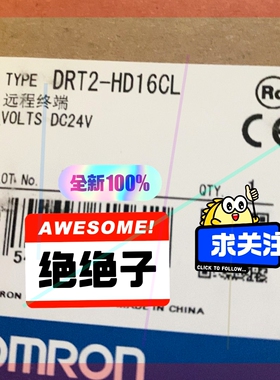 TYPE DRT2-HD16CL
远程终端
VOLTS DC24V
OT. No.
QTY 1
全新100%
AWESOME!
绝绝子
求关注
CLICK TO FOLLOW
MADE IN CHINA
OMRON